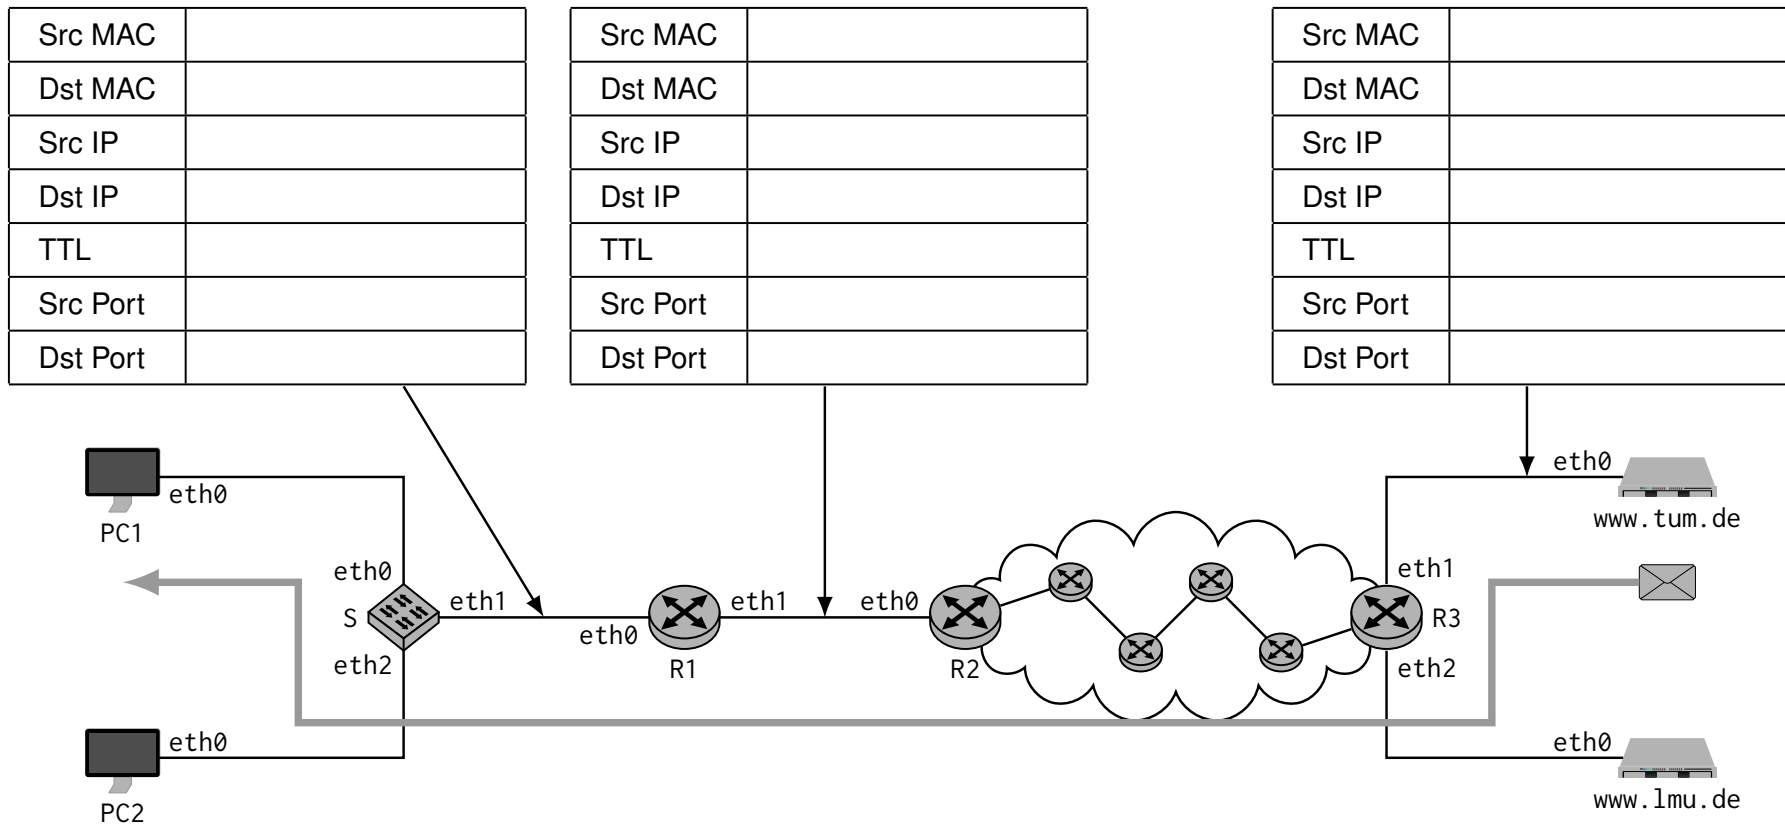 Src MAC
Dst MAC
Src IP
Dst IP
TTL
Src Port
Dst Port
Src MAC
Dst MAC
Src IP
Dst IP
TTL
Src Port
Dst Port
Src MAC
Dst MAC
Src IP
Dst IP
TTL
Src Port
Dst Port
eth0
PC1
eth0
S
eth1
eth2
eth0
PC2
eth0
R1
eth1
eth0
R2
eth1
R3
eth2
eth0
www.tum.de
eth0
www.lmu.de